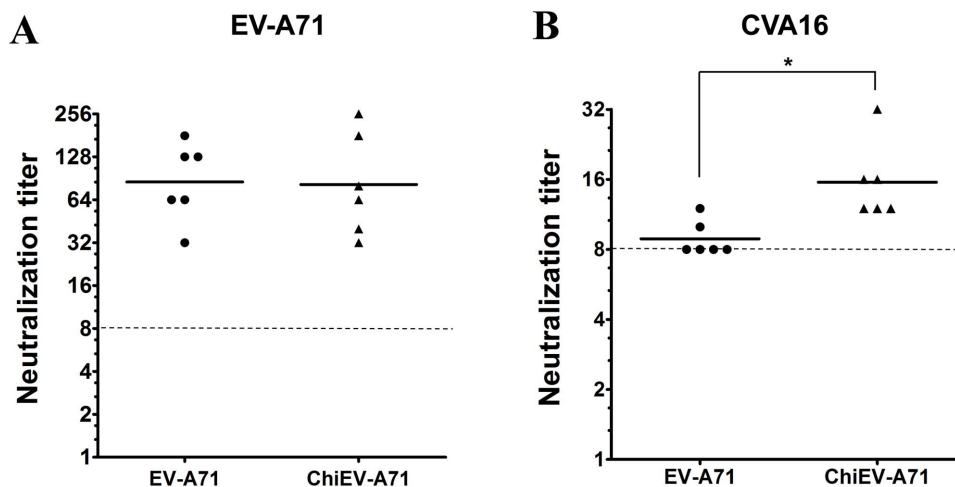 A
EV-A71
Neutralization titer
256
128
64
32
16
8
4
2
1
EV-A71
ChiEV-A71
B
CVA16
*
Neutralization titer
32
16
8
4
2
1
EV-A71
ChiEV-A71